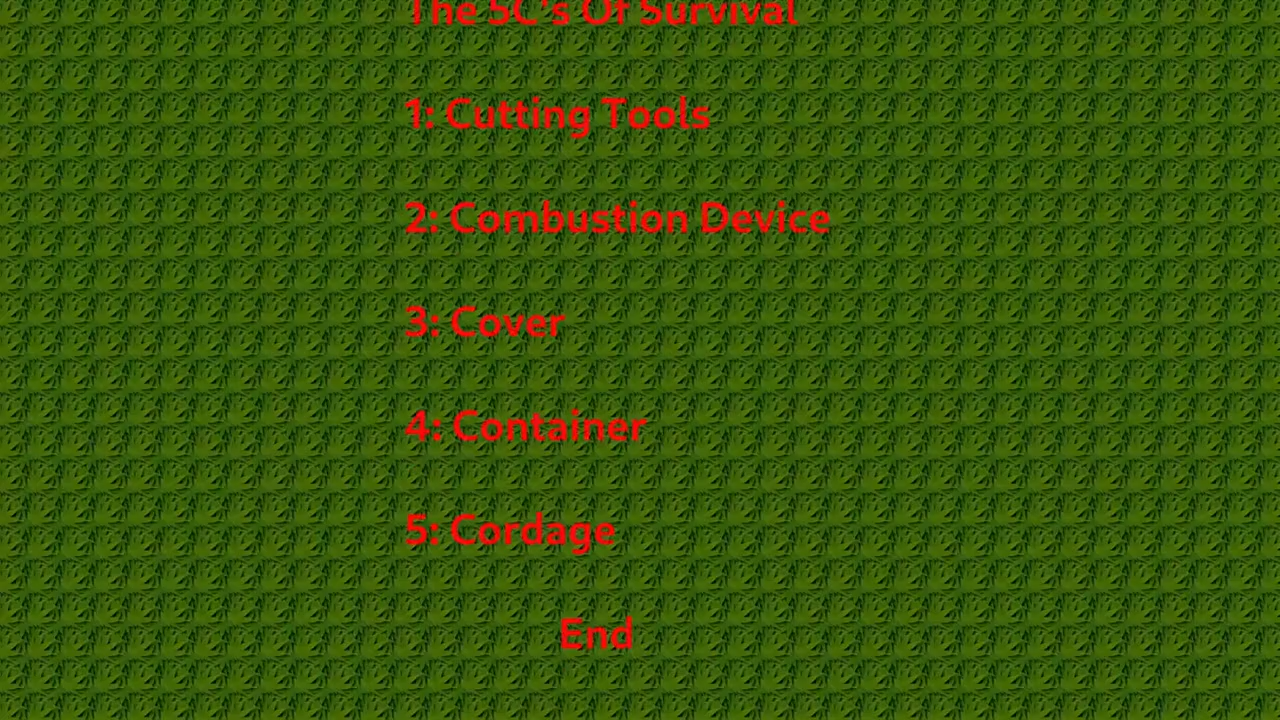 The 5C's Of Survival
1: Cutting Tools
2: Combustion Device
3: Cover
4: Container
5: Cordage
End